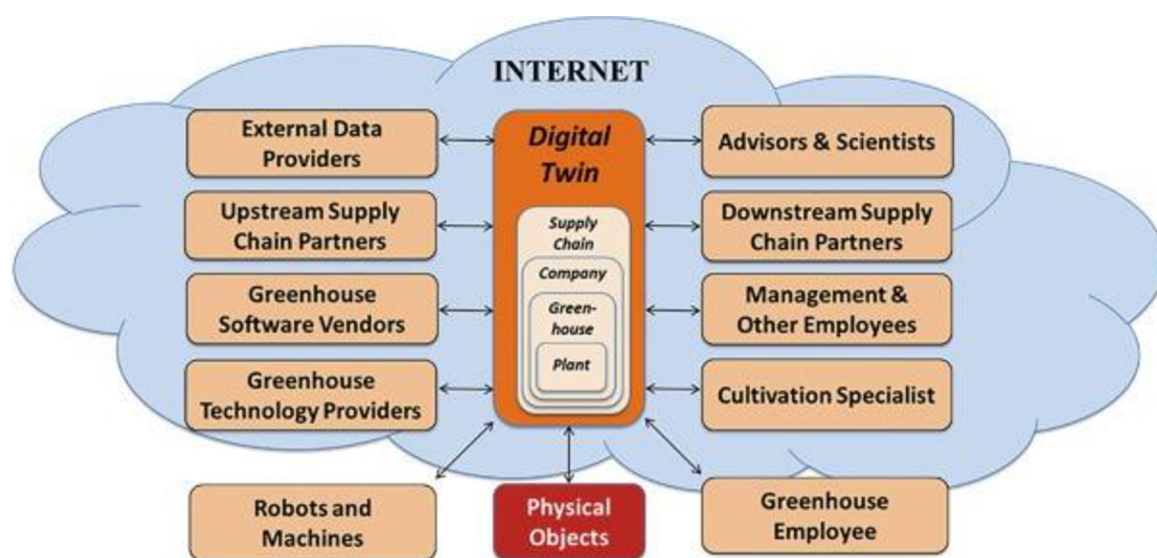 INTERNET
External Data
Providers
Upstream Supply
Chain Partners
Greenhouse
Software Vendors
Greenhouse
Technology Providers
Digital
Twin
Supply
Chain
Company
Green-
house
Plant
Advisors & Scientists
Downstream Supply
Chain Partners
Management &
Other Employees
Cultivation Specialist
Robots and
Machines
Physical
Objects
Greenhouse
Employee